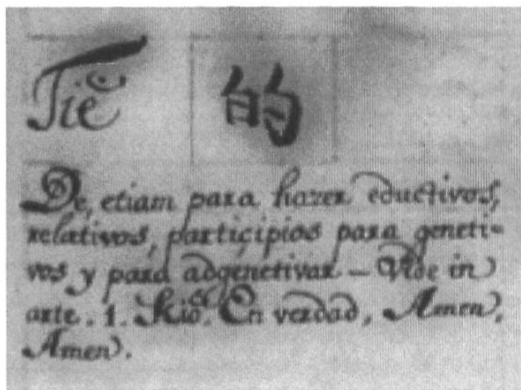 Tiĕ 的
De, etiam para hazer eductivos,
relativos, participios para geneti-
vos y para adgenetivar – Vide in
arte. 1. Kiŏ. En verdad, Amen,
Amen.